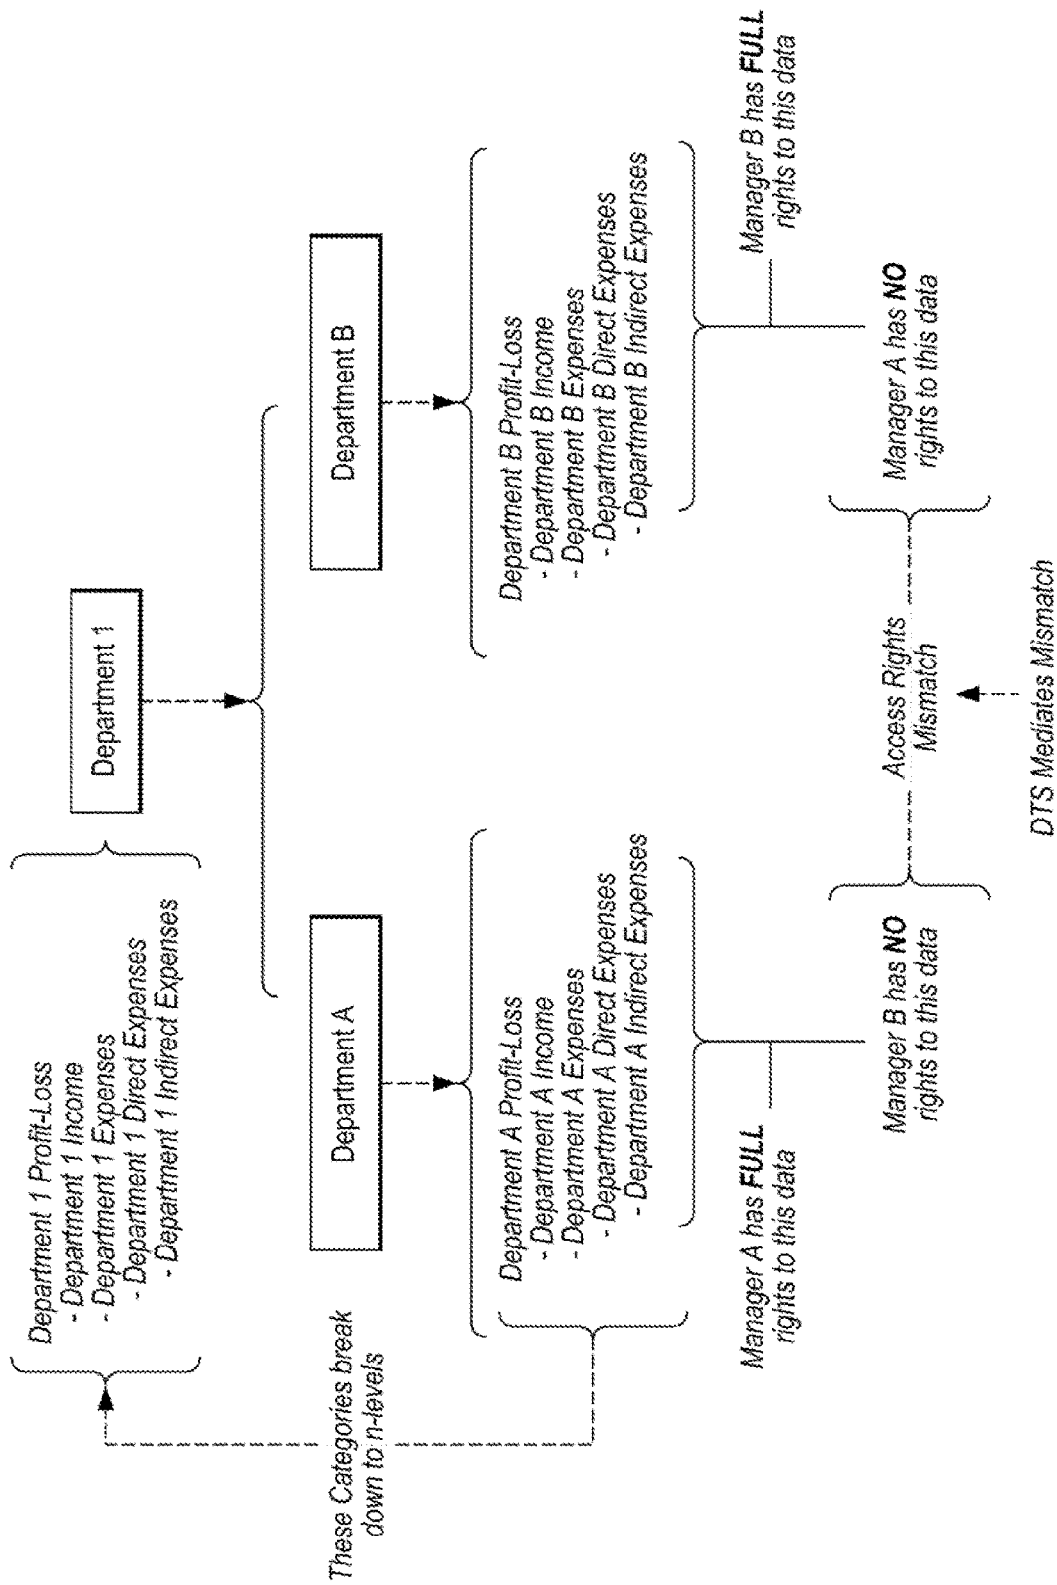 Department 1 Profit-Loss
- Department 1 Income
- Department 1 Expenses
- Department 1 Direct Expenses
- Department 1 Indirect Expenses
Department 1
These Categories break
down to n-levels
Department A
Department B
Department A Profit-Loss
- Department A Income
- Department A Expenses
- Department A Direct Expenses
- Department A Indirect Expenses
Department B Profit-Loss
- Department B Income
- Department B Expenses
- Department B Direct Expenses
- Department B Indirect Expenses
Manager A has FULL
rights to this data
Manager B has FULL
rights to this data
Manager B has NO
rights to this data
Access Rights
Mismatch
Manager A has NO
rights to this data
DTS Mediates Mismatch